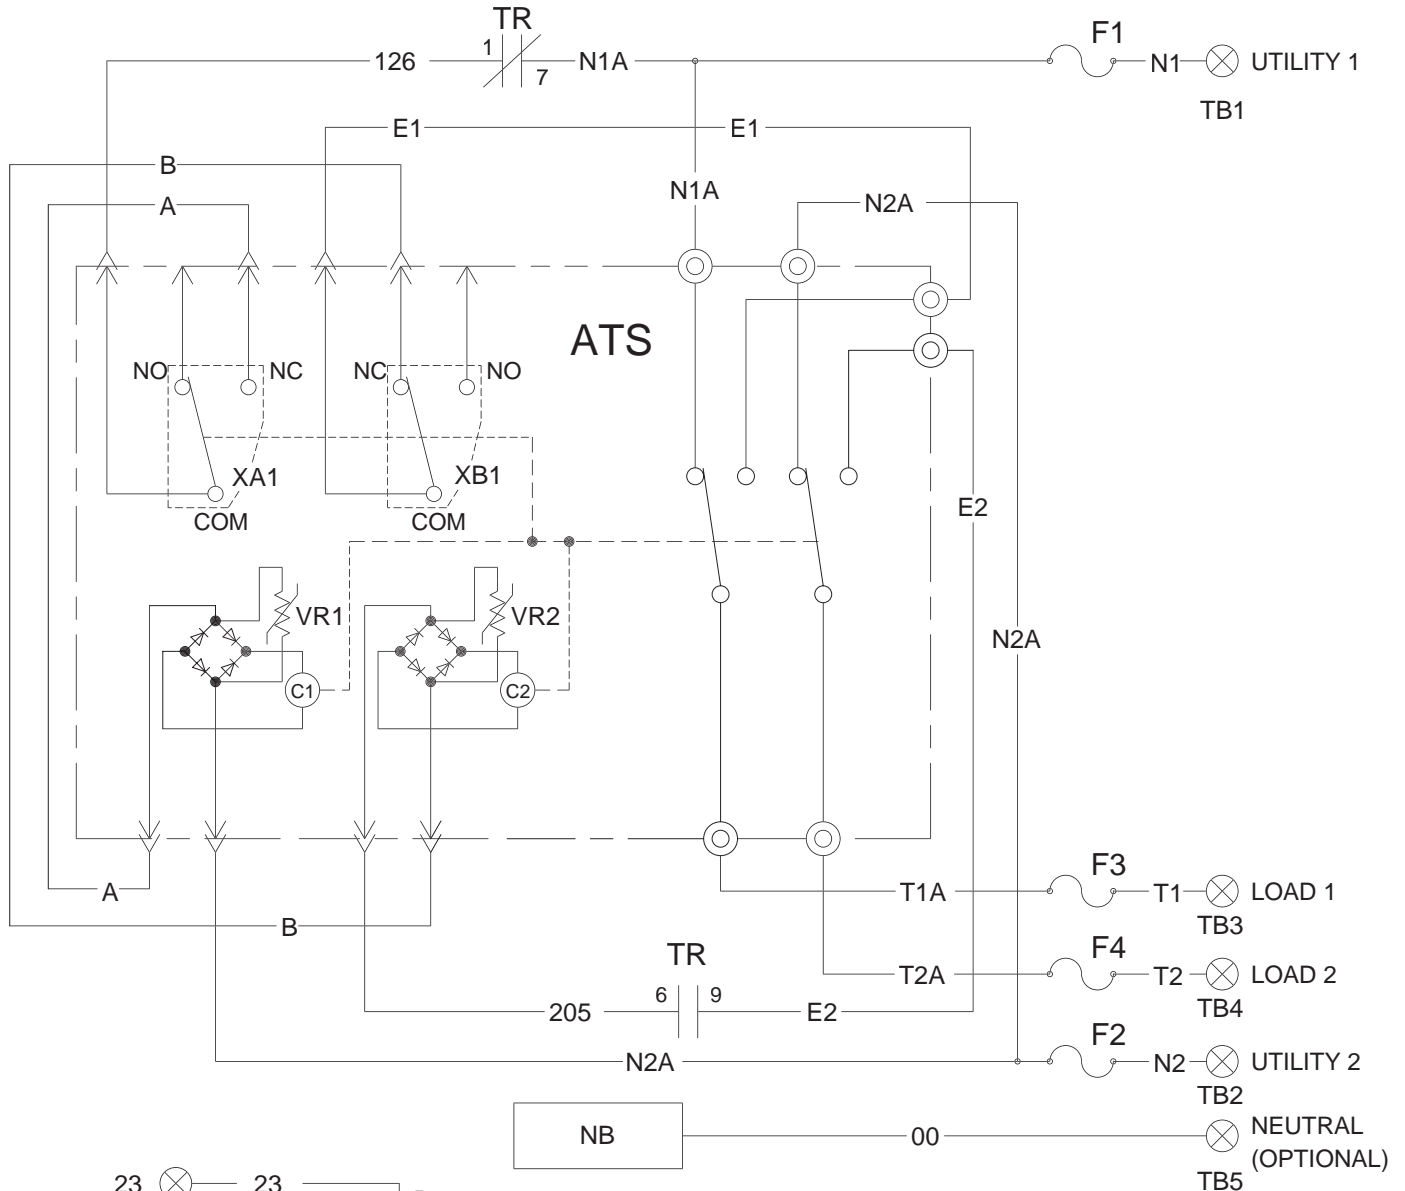 TR
F1
126
1
7
N1A
N1
UTILITY 1
TB1
E1
E1
B
A
N1A
N2A
ATS
NO
NC
NC
NO
XA1
XB1
COM
COM
E2
VR1
VR2
N2A
C1
C2
F3
A
T1A
T1
LOAD 1
TB3
B
F4
TR
T2A
T2
LOAD 2
6
9
205
E2
TB4
F2
N2A
N2
UTILITY 2
TB2
NB
00
NEUTRAL
(OPTIONAL)
TB5
23
23